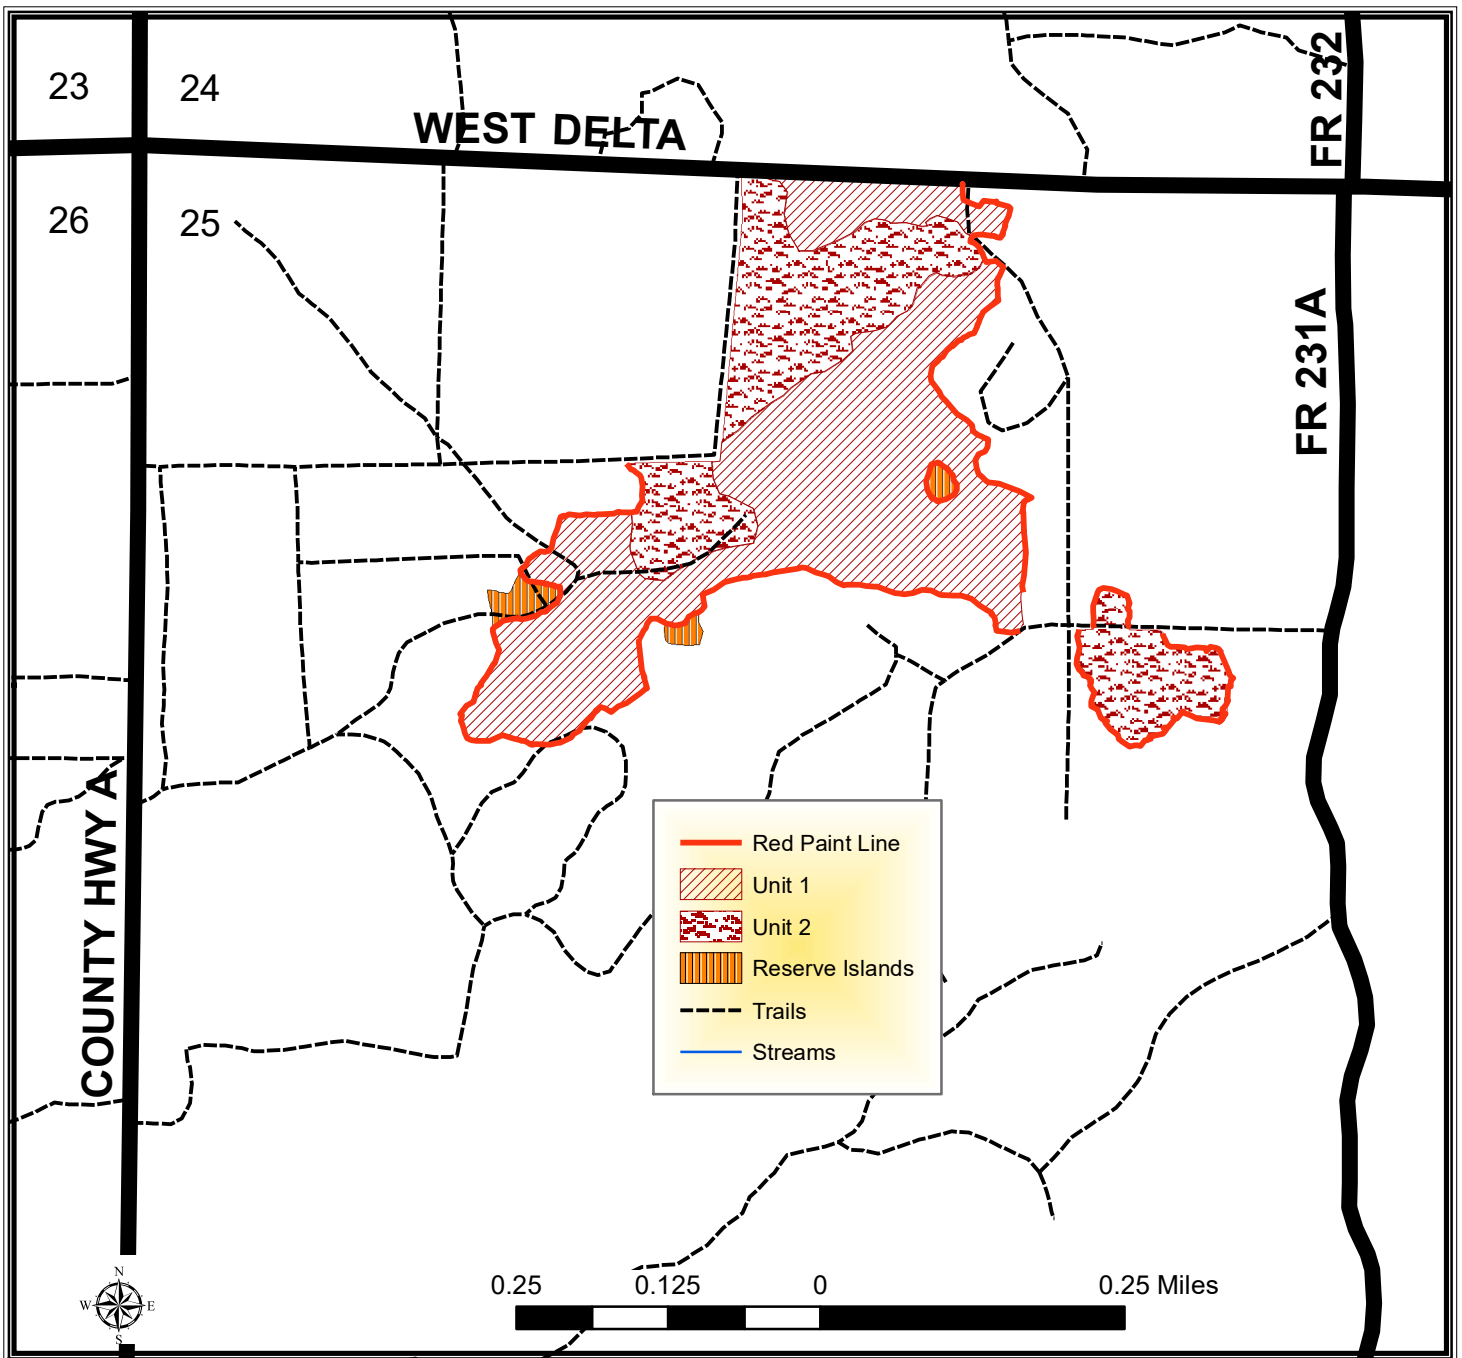 23
24
WEST DELTA
FR 232
26
25
FR 231A
COUNTY HWY A
Red Paint Line
Unit 1
Unit 2
Reserve Islands
Trails
Streams
N
W E
S
0.25 0.125 0 0.25 Miles